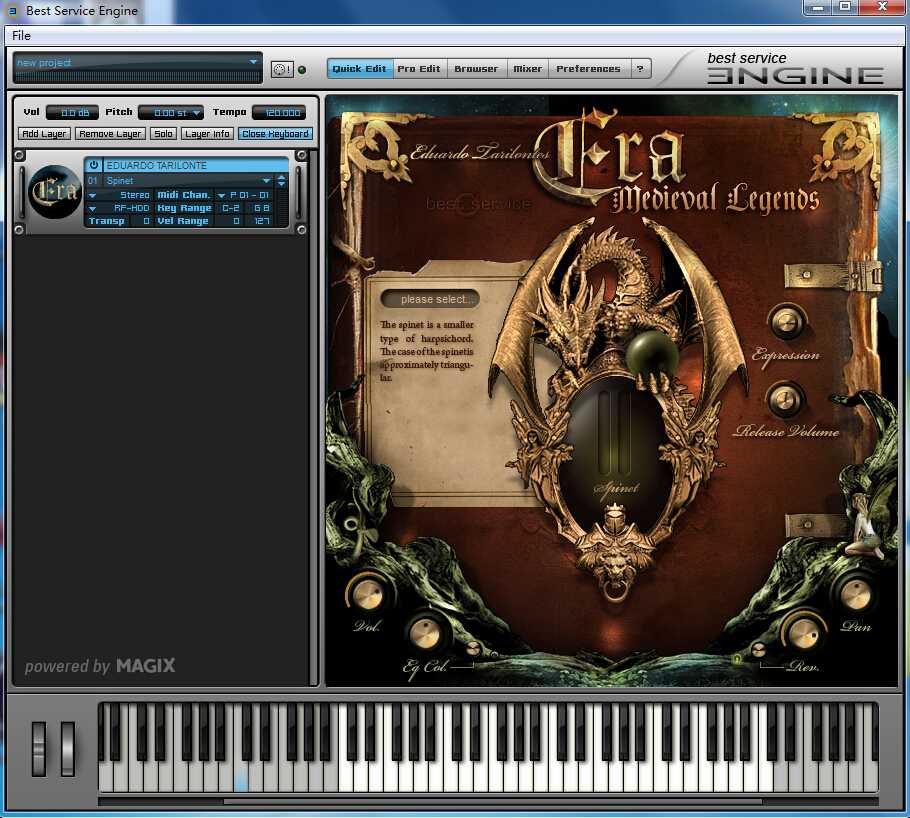 Best Service Engine
File
new project
Quick Edit Pro Edit Browser Mixer Preferences ?
best service
ENGINE
Vol 0.0 dB Pitch 0.00 st Tempo 120.000
Add Layer Remove Layer Solo Layer Info Close Keyboard
Era
EDUARDO TARILONTE
01 Spinet
Stereo Midi Chan. P 01 - 01
RF-HDD Key Range C-2 G 8
Transp 0 Vel Range 0 127
powered by MAGIX
Eduardo Tarilontes
Era
Medieval Legends
best service
please select...
The spinet is a smaller
type of harpsichord.
The case of the spinet is
approximately triangu-
lar.
Expression
Release Volume
Spinet
Vol.
Eq Col.
Pan
Rev.